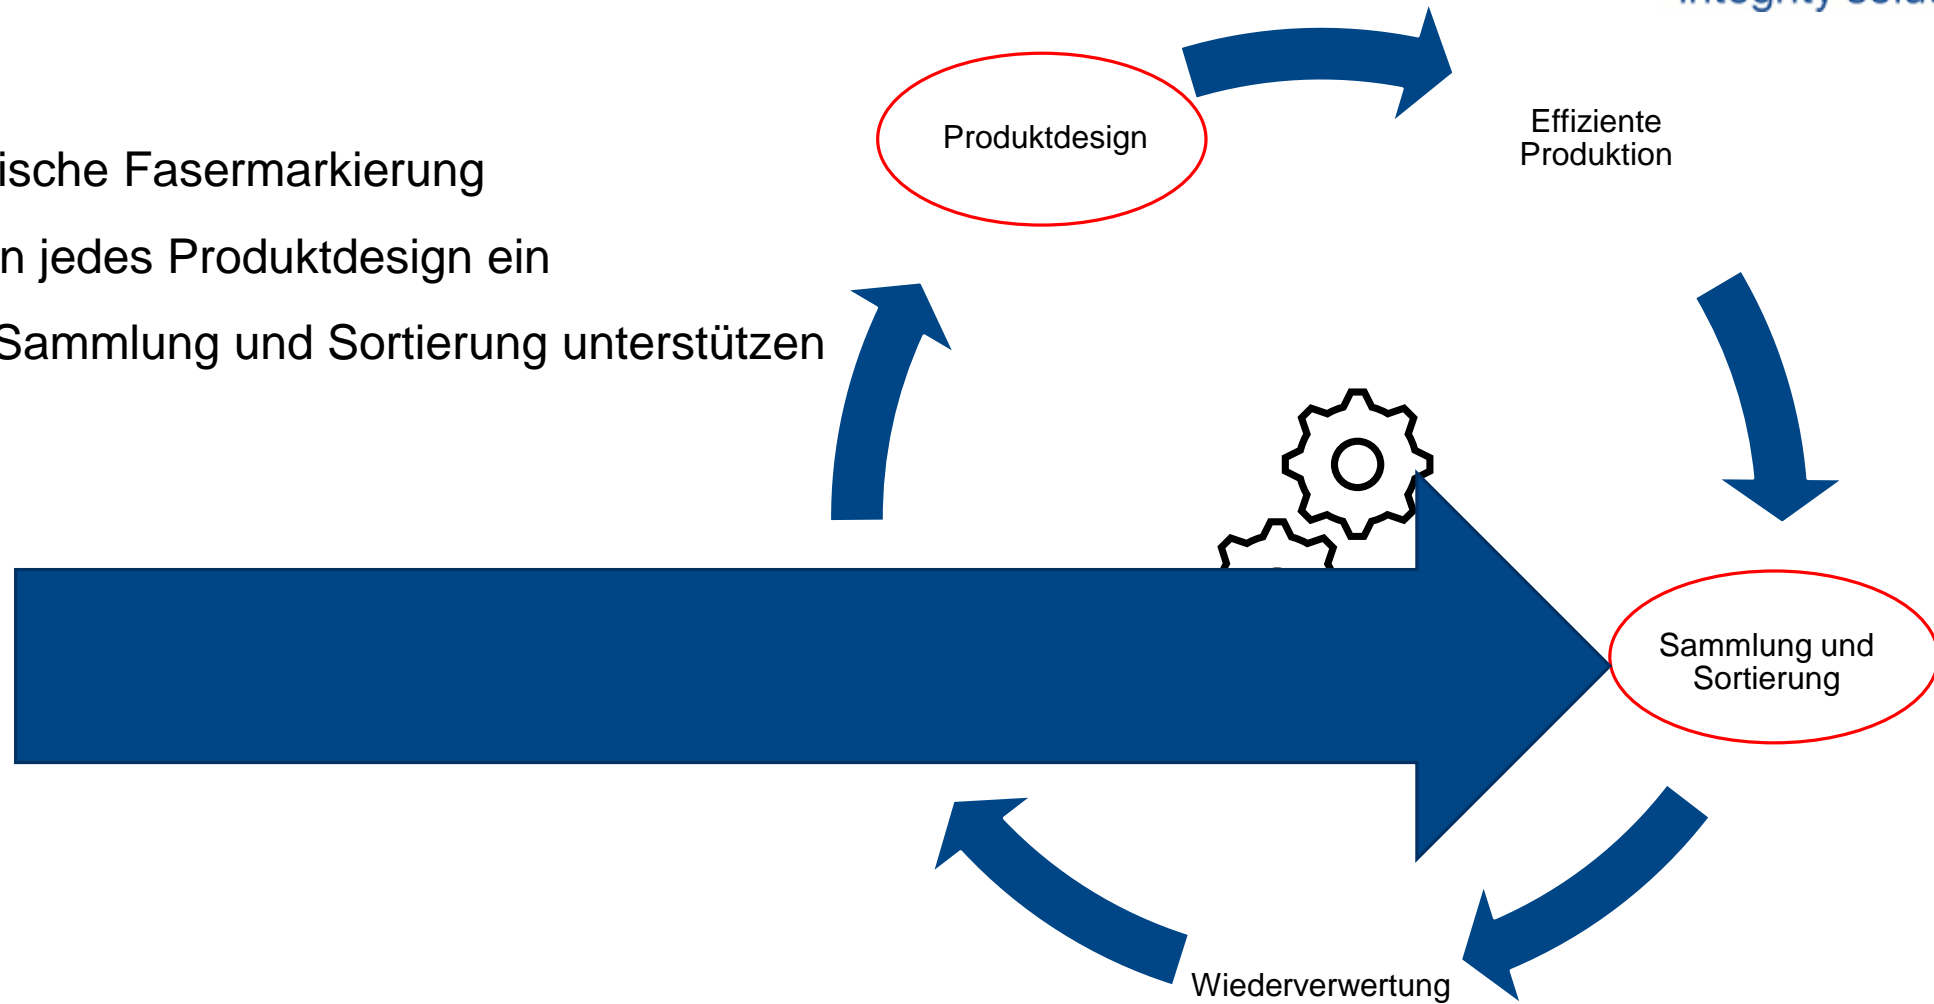 Produktdesign
Effiziente
Produktion
ische Fasermarkierung
n jedes Produktdesign ein
Sammlung und Sortierung unterstützen
Sammlung und
Sortierung
Wiederverwertung